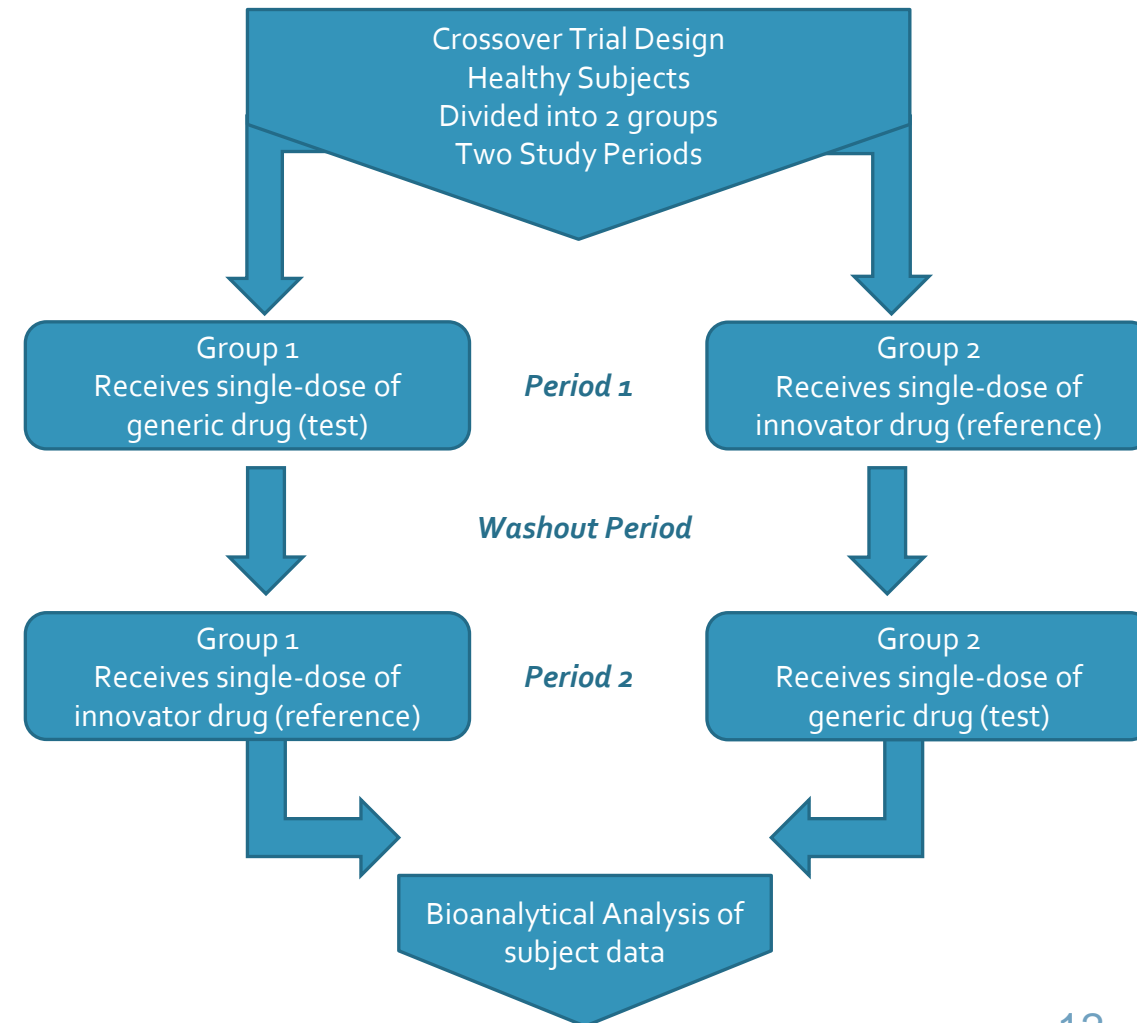 Crossover Trial Design
Healthy Subjects
Divided into 2 groups
Two Study Periods
Group 1
Receives single-dose of
generic drug (test)
Period 1
Group 2
Receives single-dose of
innovator drug (reference)
Washout Period
Group 1
Receives single-dose of
innovator drug (reference)
Period 2
Group 2
Receives single-dose of
generic drug (test)
Bioanalytical Analysis of
subject data